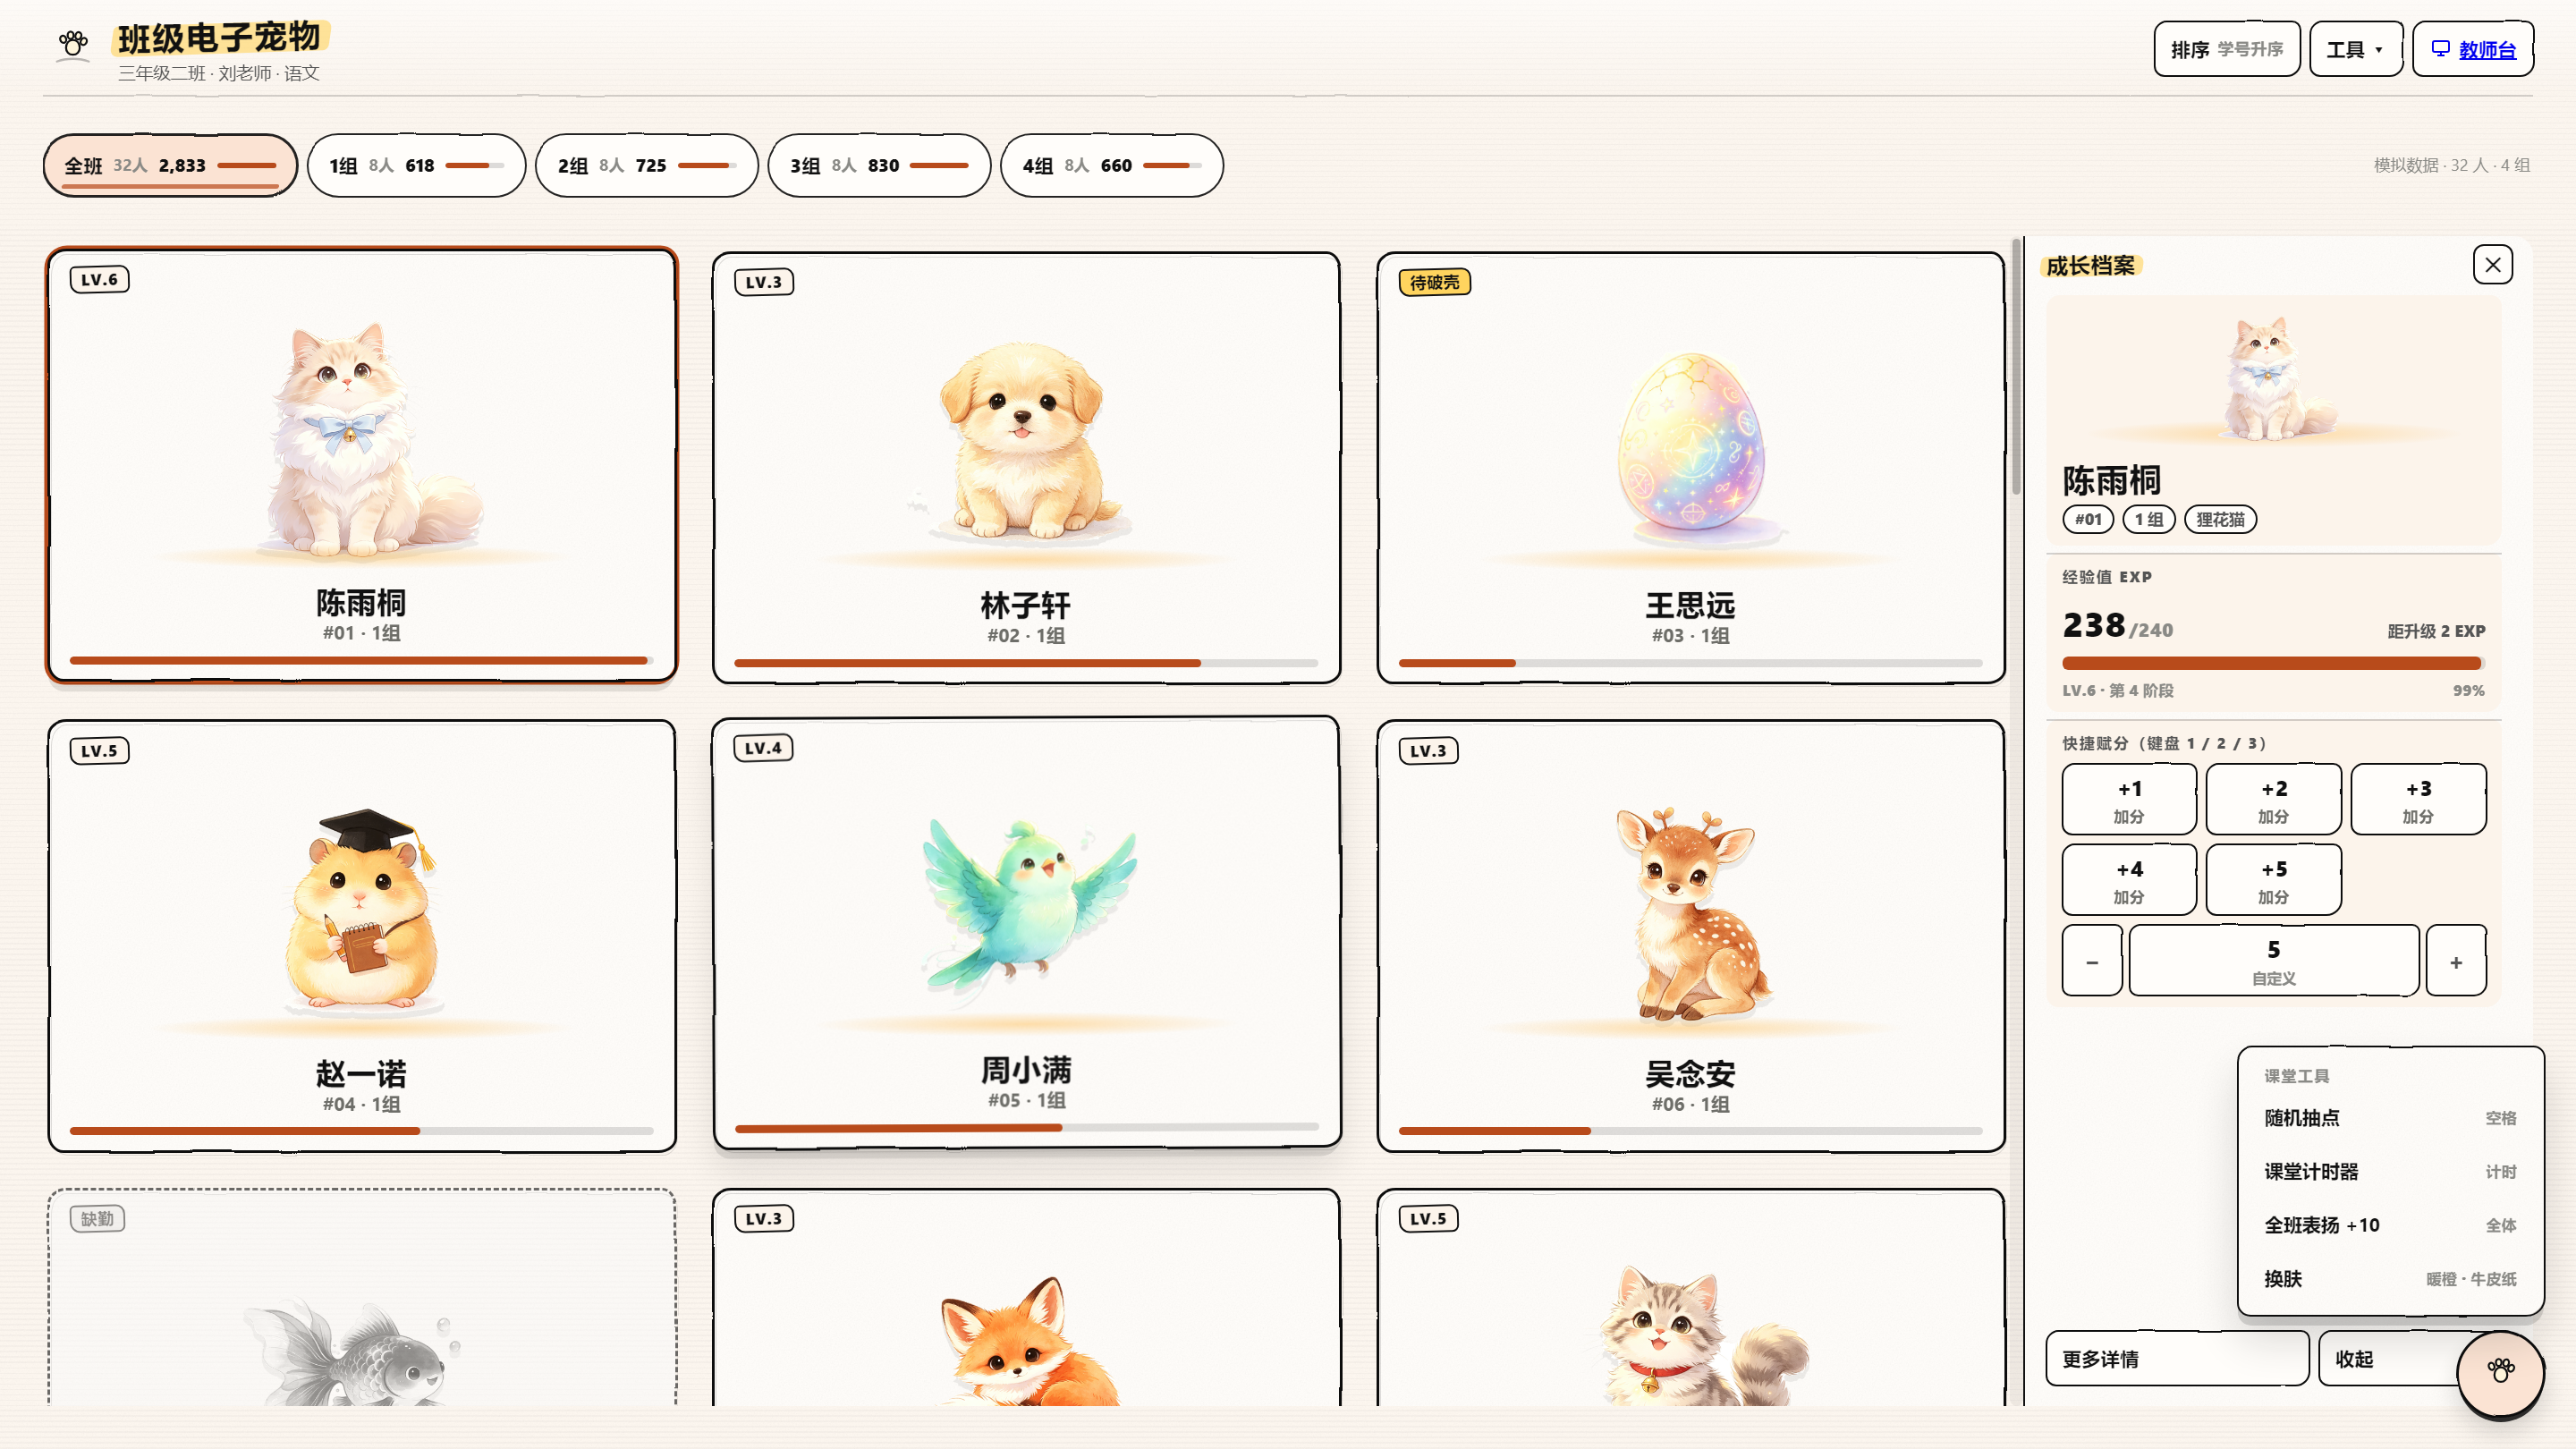 班级电子宠物
三年级二班 · 刘老师 · 语文
排序 学号升序
工具 ▾
教师台
全班 32人 2,833
1组 8人 618
2组 8人 725
3组 8人 830
4组 8人 660
模拟数据 · 32 人 · 4 组
LV.6
陈雨桐
#01 · 1组
LV.3
林子轩
#02 · 1组
待破壳
王思远
#03 · 1组
LV.5
赵一诺
#04 · 1组
LV.4
周小满
#05 · 1组
LV.3
吴念安
#06 · 1组
缺勤
LV.3
LV.5
成长档案
陈雨桐
#01 1 组 狸花猫
经验值 EXP
238 /240 距升级 2 EXP
LV.6 · 第 4 阶段 99%
快捷赋分（键盘 1 / 2 / 3）
+1
加分
+2
加分
+3
加分
+4
加分
+5
加分
−
5
自定义
+
课堂工具
随机抽点 空格
课堂计时器 计时
全班表扬 +10 全体
换肤 暖橙 · 牛皮纸
更多详情
收起